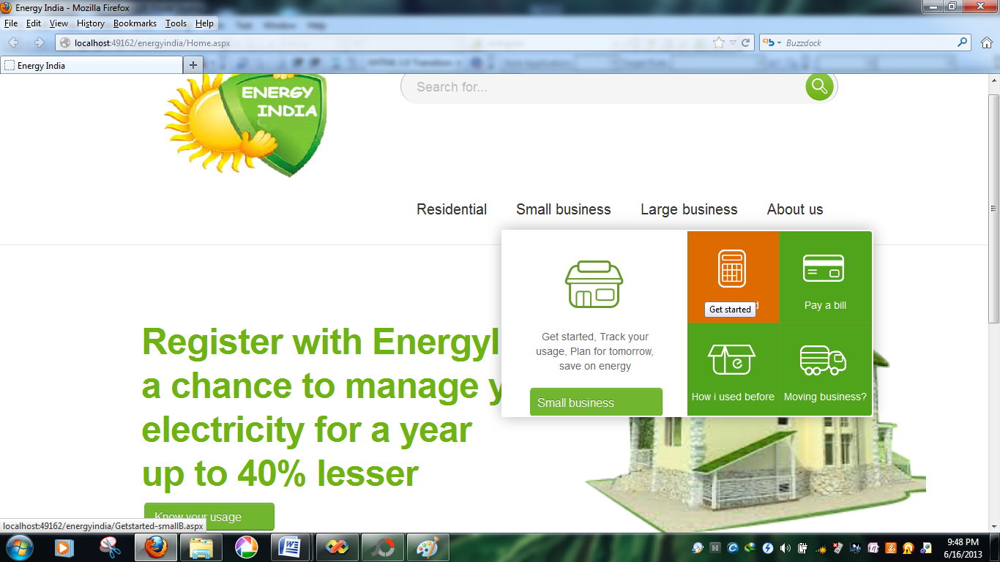 Energy India - Mozilla Firefox
File Edit View History Bookmarks Tools Help
localhost:49162/energyindia/Home.aspx
Buzzdock
Energy India
ENERGY
INDIA
Search for...
Residential Small business Large business About us
Get started, Track your
usage, Plan for tomorrow,
save on energy
Small business
Get started
Pay a bill
How i used before
Moving business?
Register with EnergyI
a chance to manage y
electricity for a year
up to 40% lesser
Know your usage
localhost:49162/energyindia/Getstarted-smallB.aspx
9:48 PM
6/16/2013